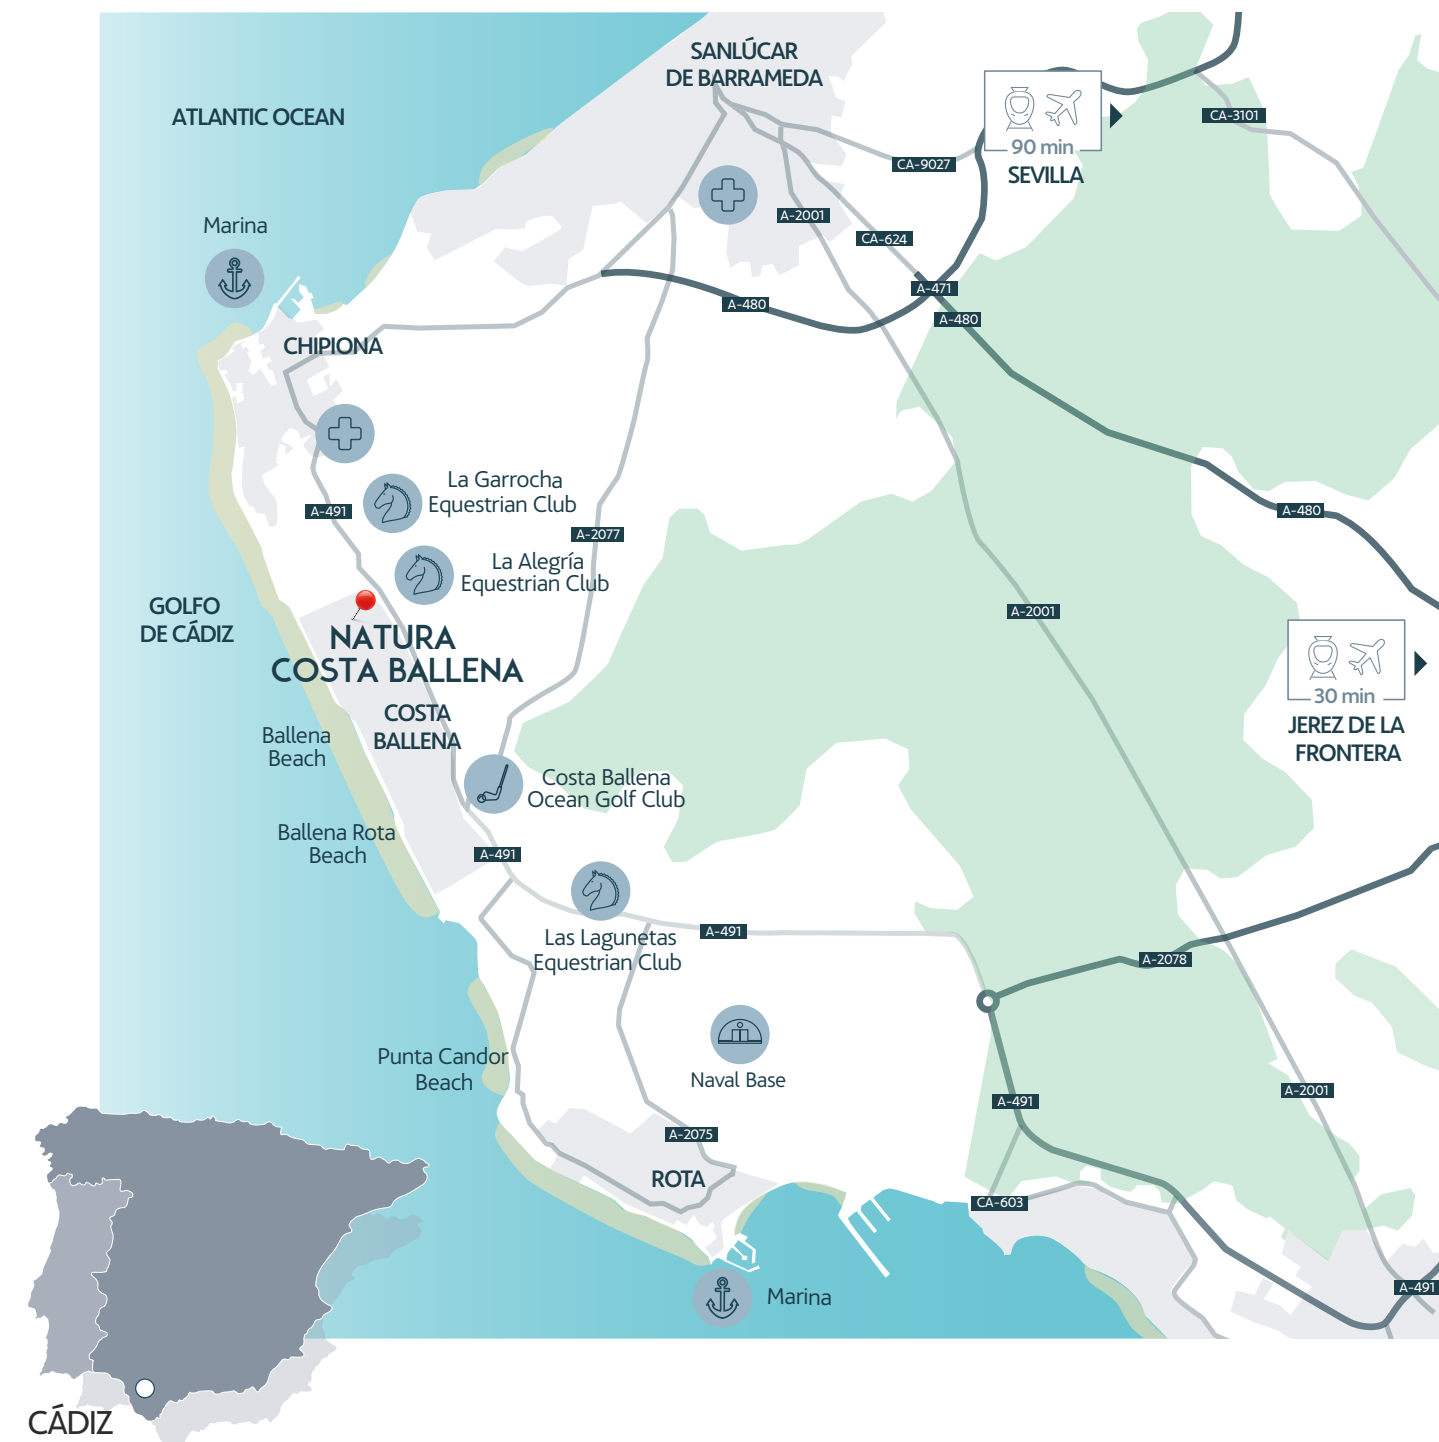 SANLÚCAR
DE BARRAMEDA
ATLANTIC OCEAN
CA-3101
90 min
SEVILLA
CA-9027
A-2001
CA-624
Marina
A-471
A-480
A-480
CHIPIONA
La Garrocha
Equestrian Club
A-491
A-480
A-2077
La Alegría
Equestrian Club
GOLFO
DE CÁDIZ
A-2001
NATURA
COSTA BALLENA
30 min
JEREZ DE LA
FRONTERA
COSTA
BALLENA
Ballena
Beach
Costa Ballena
Ocean Golf Club
Ballena Rota
Beach
A-491
A-491
Las Lagunetas
Equestrian Club
A-2078
Punta Candor
Beach
Naval Base
A-2001
A-491
A-2075
ROTA
CA-603
A-491
Marina
CÁDIZ